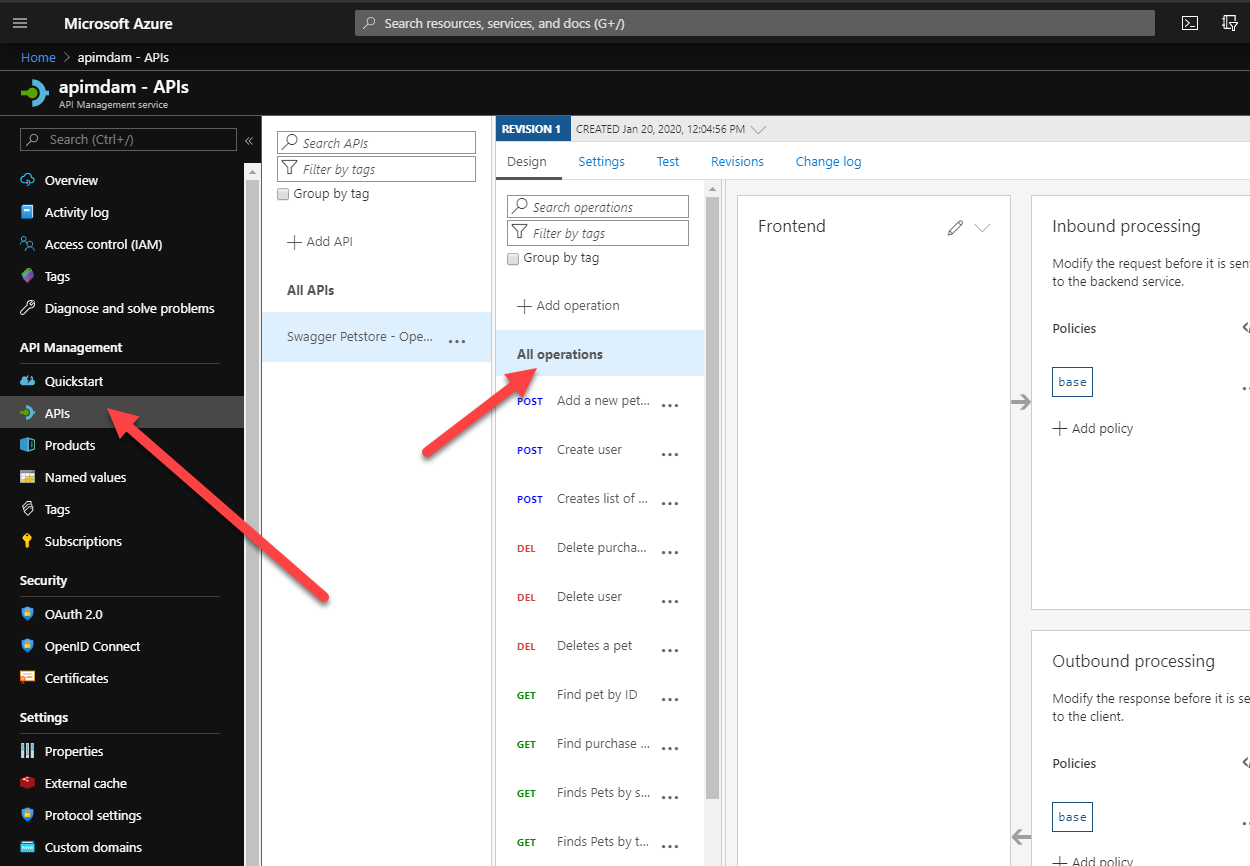 Microsoft Azure
Search resources, services, and docs (G+/)
Home > apimdam - APIs
apimdam - APIs
API Management service
Search (Ctrl+/)
«
Overview
Activity log
Access control (IAM)
Tags
Diagnose and solve problems
API Management
Quickstart
APIs
Products
Named values
Tags
Subscriptions
Security
OAuth 2.0
OpenID Connect
Certificates
Settings
Properties
External cache
Protocol settings
Custom domains
Search APIs
Filter by tags
Group by tag
+ Add API
All APIs
Swagger Petstore - Ope... ...
REVISION 1 CREATED Jan 20, 2020, 12:04:56 PM
Design Settings Test Revisions Change log
Search operations
Filter by tags
Group by tag
+ Add operation
All operations
POST Add a new pet... ...
POST Create user ...
POST Creates list of ... ...
DEL Delete purcha... ...
DEL Delete user ...
DEL Deletes a pet ...
GET Find pet by ID ...
GET Find purchase ... ...
GET Finds Pets by s... ...
GET Finds Pets by t... ...
Frontend
Inbound processing
Modify the request before it is sen
to the backend service.
Policies
base
+ Add policy
Outbound processing
Modify the response before it is se
to the client.
Policies
base
+ Add policy